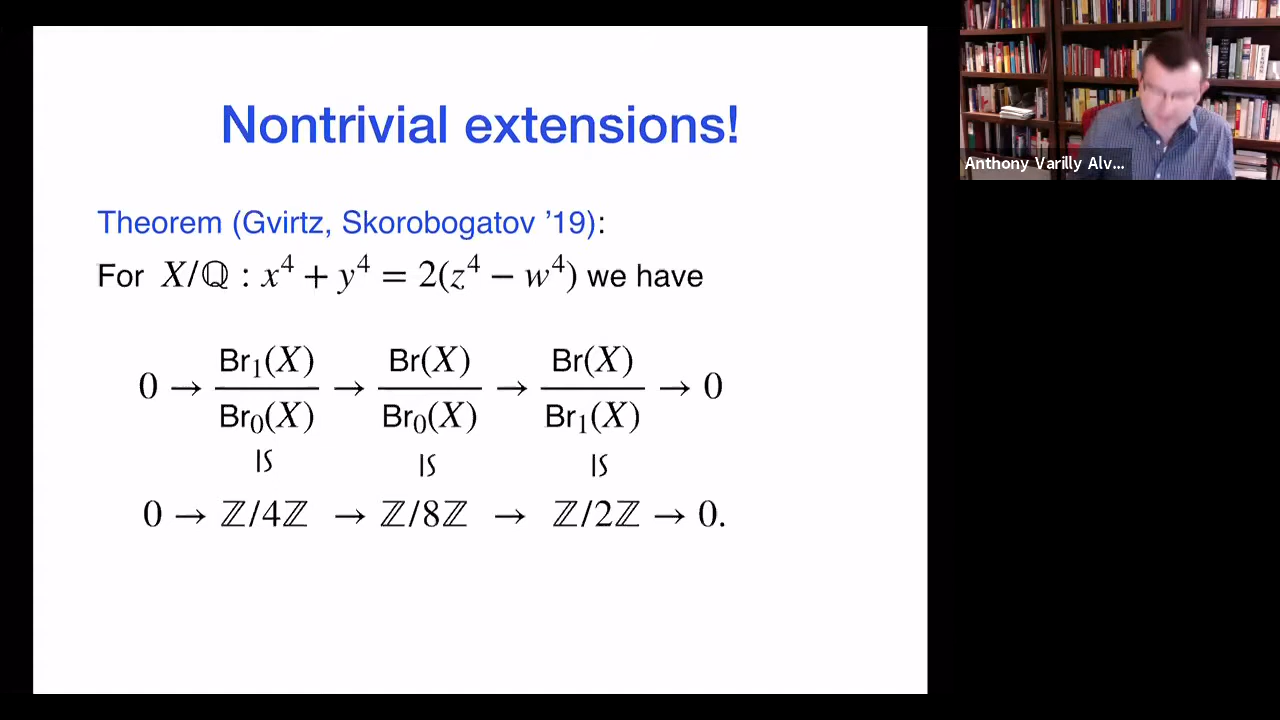 Nontrivial extensions!
Anthony Varilly Alv...
Theorem (Gvirtz, Skorobogatov ’19):
For X/ℚ : x⁴ + y⁴ = 2(z⁴ − w⁴) we have
0 → Br₁(X)/Br₀(X) → Br(X)/Br₀(X) → Br(X)/Br₁(X) → 0
≅ ≅ ≅
0 → ℤ/4ℤ → ℤ/8ℤ → ℤ/2ℤ → 0.